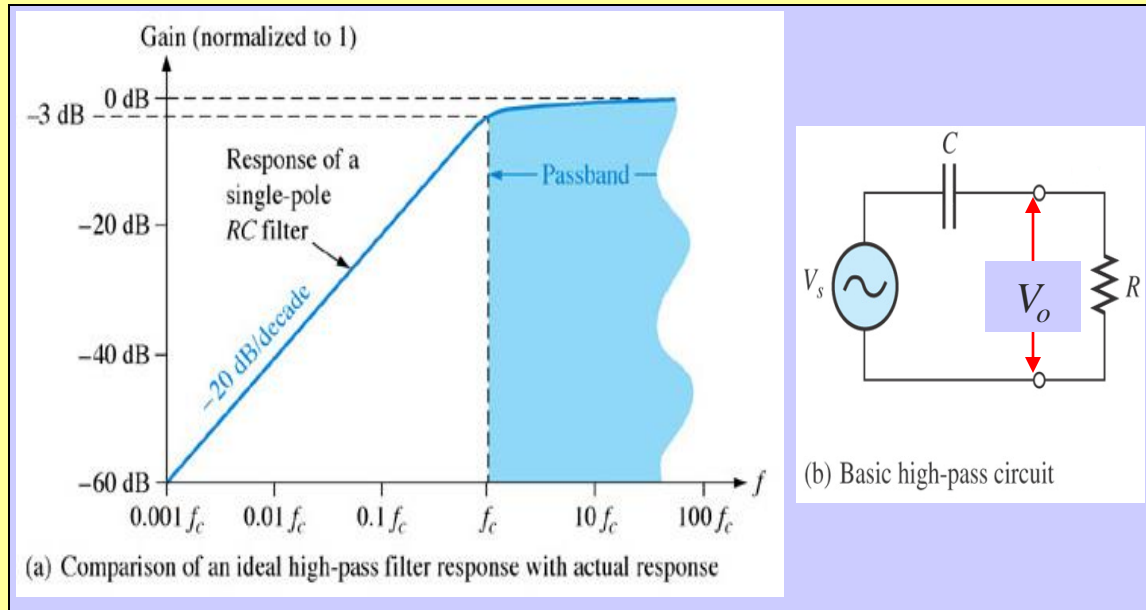 Gain (normalized to 1)
0 dB
−3 dB
Response of a
single-pole
RC filter
Passband
−20 dB
−20 dB/decade
−40 dB
−60 dB
f
0.001 fc
0.01 fc
0.1 fc
fc
10 fc
100 fc
(a) Comparison of an ideal high-pass filter response with actual response
C
Vs
Vo
R
(b) Basic high-pass circuit